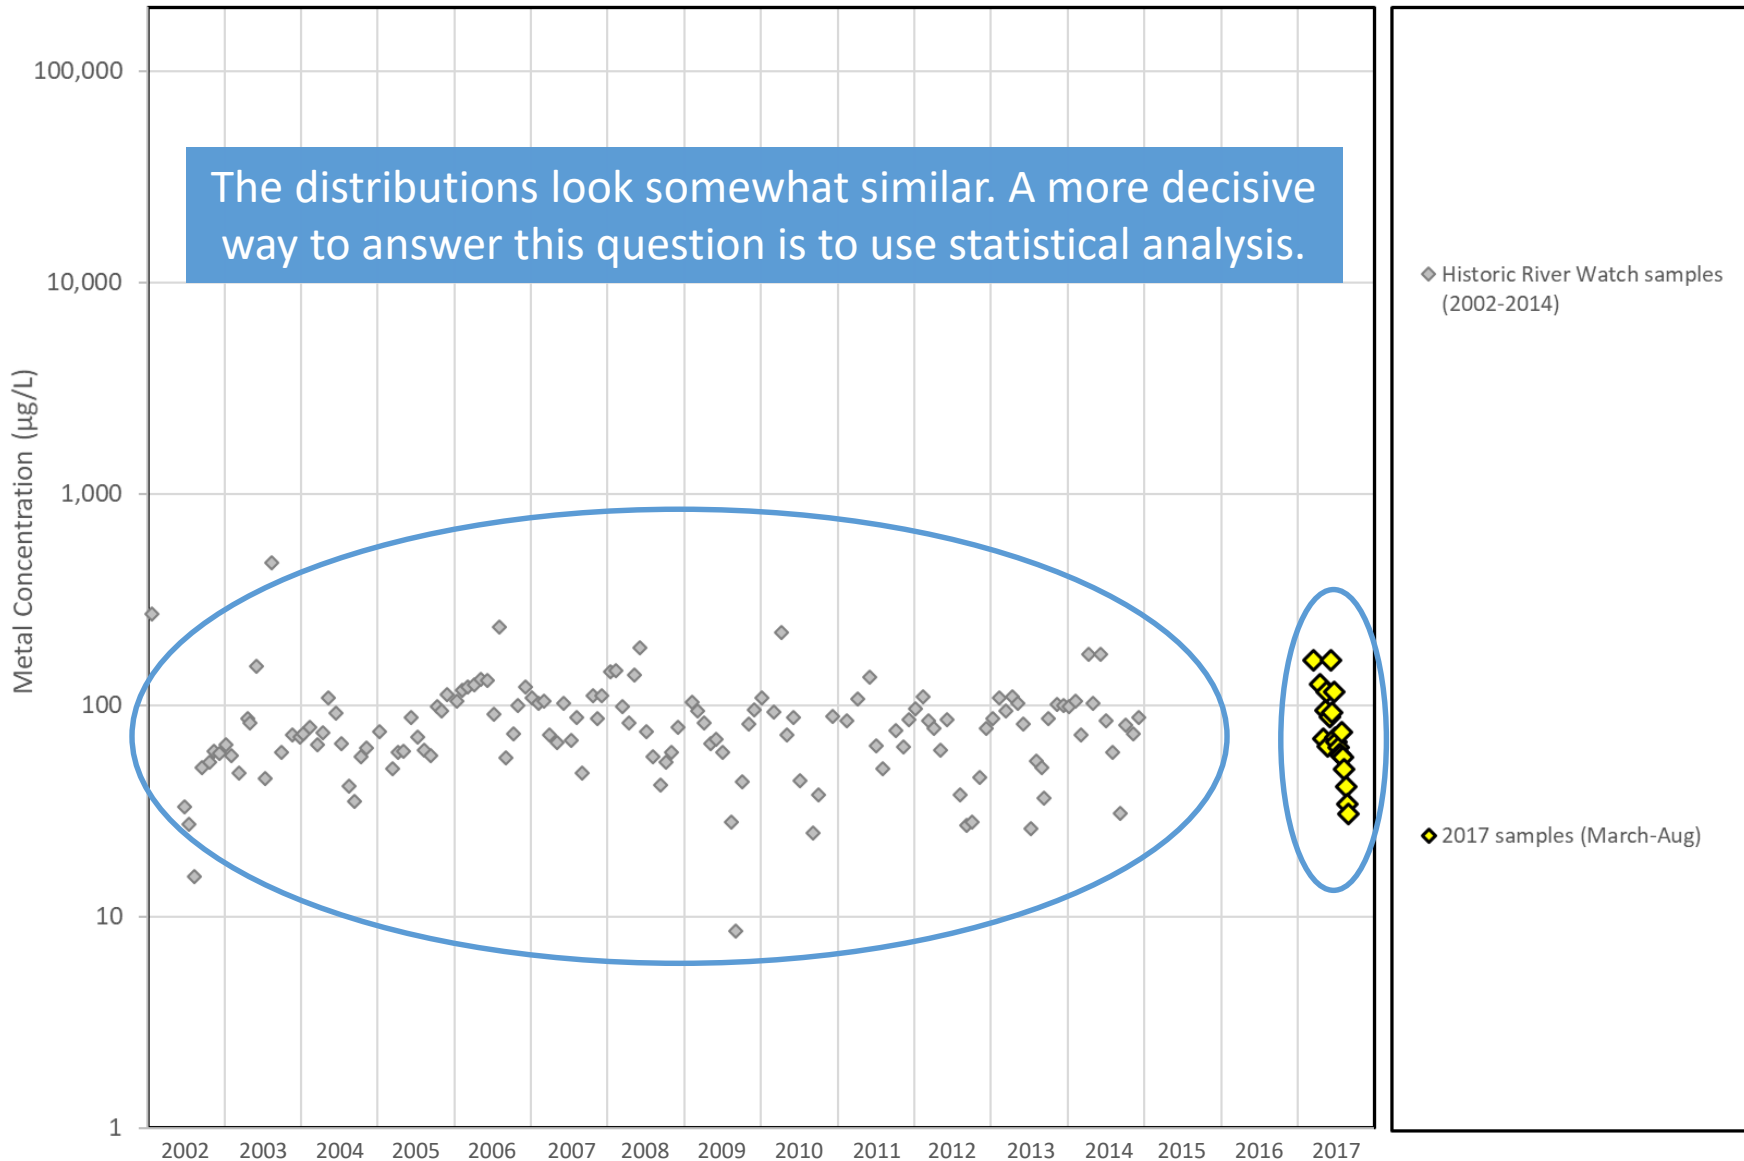 The distributions look somewhat similar. A more decisive
way to answer this question is to use statistical analysis.
Metal Concentration (µg/L)
100,000
10,000
1,000
100
10
1
2002 2003 2004 2005 2006 2007 2008 2009 2010 2011 2012 2013 2014 2015 2016 2017
Historic River Watch samples
(2002-2014)
2017 samples (March-Aug)